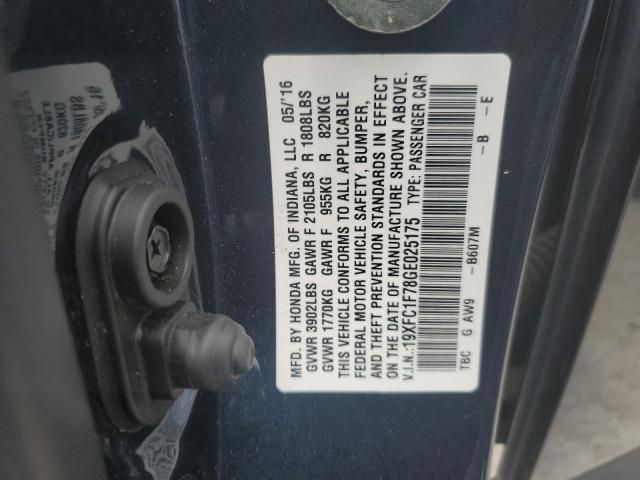 MFD. BY HONDA MFG. OF INDIANA, LLC 05/'16
GVWR 3902LBS GAWR F 2105LBS R 1808LBS
GVWR 1770KG GAWR F 955KG R 820KG
THIS VEHICLE CONFORMS TO ALL APPLICABLE
FEDERAL MOTOR VEHICLE SAFETY, BUMPER,
AND THEFT PREVENTION STANDARDS IN EFFECT
ON THE DATE OF MANUFACTURE SHOWN ABOVE.
V.I.N.:19XFC1F78GE025175 TYPE: PASSENGER CAR
TBC G AW9 -B607M -B -E